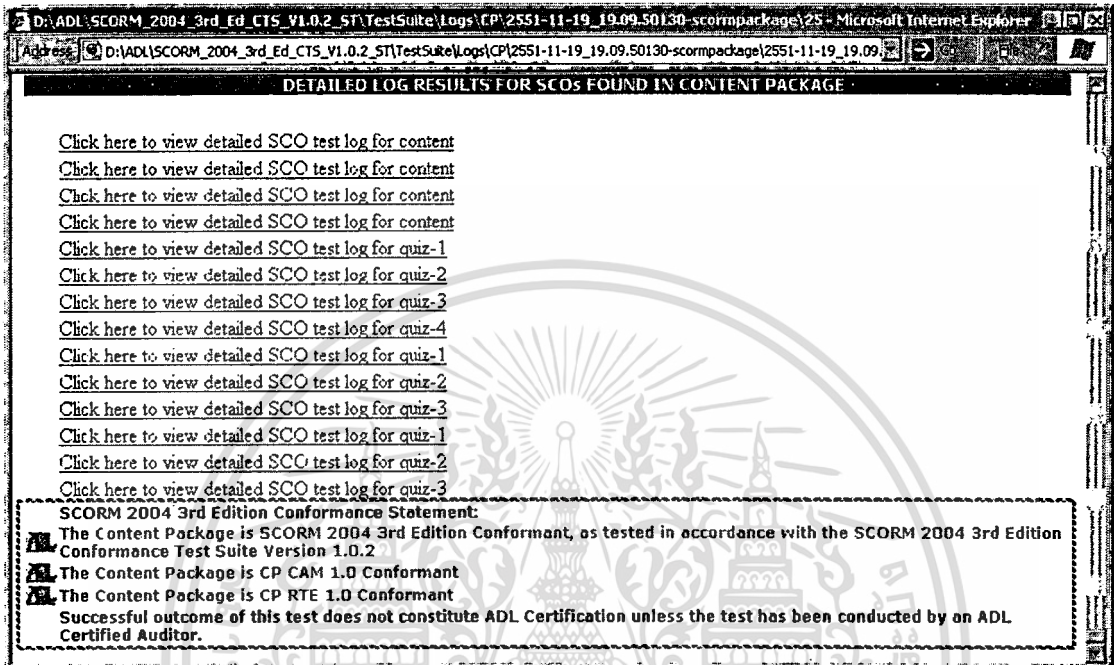 D:\ADL\SCORM_2004_3rd_Ed_CTS_V1.0.2_ST\TestSuite\Logs\CP\2551-11-19_19.09.50130-scormpackage\25 - Microsoft Internet Explorer
Address D:\ADL\SCORM_2004_3rd_Ed_CTS_V1.0.2_ST\TestSuite\Logs\CP\2551-11-19_19.09.50130-scormpackage\2551-11-19_19.09.
DETAILED LOG RESULTS FOR SCOs FOUND IN CONTENT PACKAGE
Click here to view detailed SCO test log for content
Click here to view detailed SCO test log for content
Click here to view detailed SCO test log for content
Click here to view detailed SCO test log for content
Click here to view detailed SCO test log for quiz-1
Click here to view detailed SCO test log for quiz-2
Click here to view detailed SCO test log for quiz-3
Click here to view detailed SCO test log for quiz-4
Click here to view detailed SCO test log for quiz-1
Click here to view detailed SCO test log for quiz-2
Click here to view detailed SCO test log for quiz-3
Click here to view detailed SCO test log for quiz-1
Click here to view detailed SCO test log for quiz-2
Click here to view detailed SCO test log for quiz-3
SCORM 2004 3rd Edition Conformance Statement:
The Content Package is SCORM 2004 3rd Edition Conformant, as tested in accordance with the SCORM 2004 3rd Edition
Conformance Test Suite Version 1.0.2
The Content Package is CP CAM 1.0 Conformant
The Content Package is CP RTE 1.0 Conformant
Successful outcome of this test does not constitute ADL Certification unless the test has been conducted by an ADL
Certified Auditor.